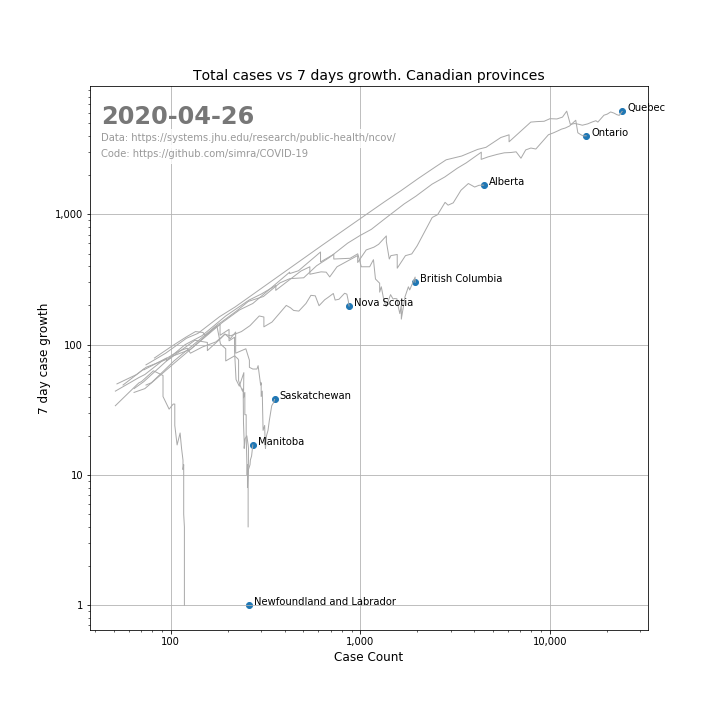 Total cases vs 7 days growth. Canadian provinces
2020-04-26
Data: https://systems.jhu.edu/research/public-health/ncov/
Code: https://github.com/simra/COVID-19
Quebec
Ontario
Alberta
British Columbia
Nova Scotia
Saskatchewan
Manitoba
Newfoundland and Labrador
7 day case growth
1,000
100
10
1
100
1,000
10,000
Case Count